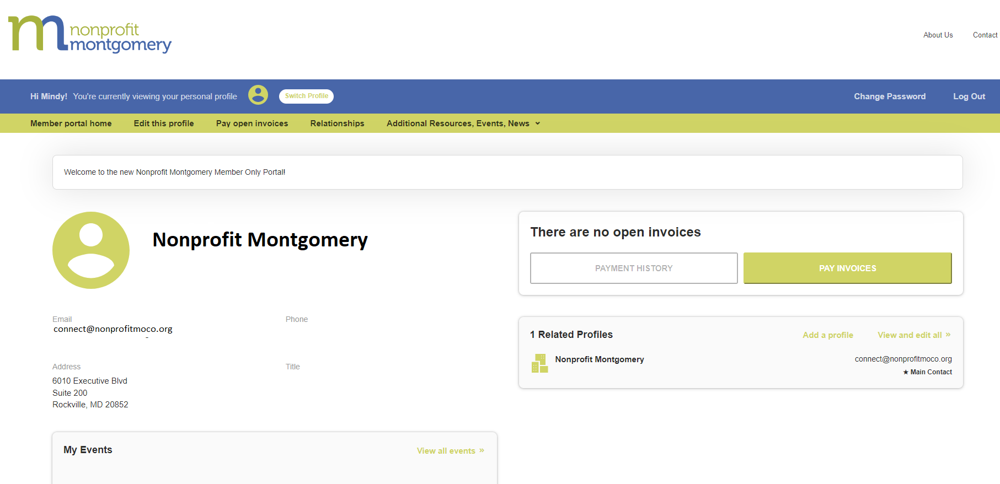 nonprofit
montgomery
About Us
Contact
Hi Mindy! You're currently viewing your personal profile
Switch Profile
Change Password
Log Out
Member portal home
Edit this profile
Pay open invoices
Relationships
Additional Resources, Events, News
Welcome to the new Nonprofit Montgomery Member Only Portal!
Nonprofit Montgomery
Email
connect@nonprofitmoco.org
Phone
Address
6010 Executive Blvd
Suite 200
Rockville, MD 20852
Title
My Events
View all events »
There are no open invoices
PAYMENT HISTORY
PAY INVOICES
1 Related Profiles
Add a profile
View and edit all »
Nonprofit Montgomery
connect@nonprofitmoco.org
★ Main Contact